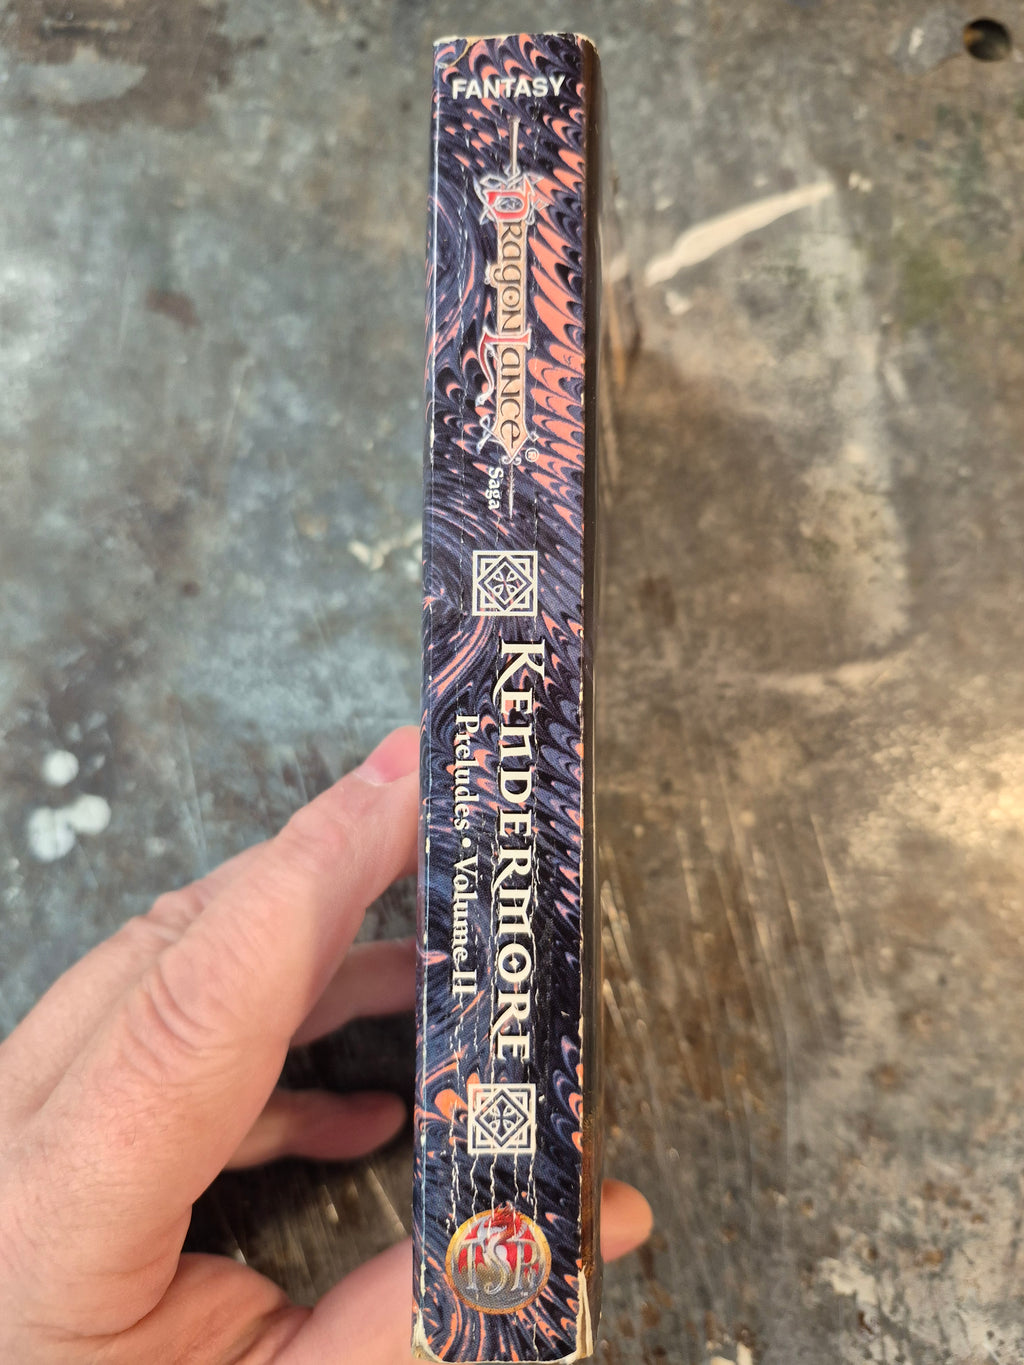 FANTASY
DRAGONLANCE®
Saga
KENDERMORE
Preludes • Volume II
TSR